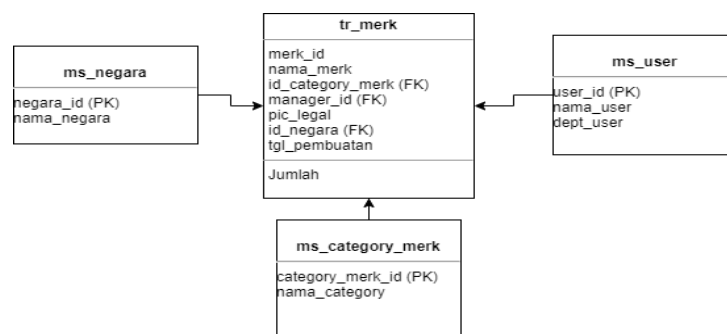 tr_merk
merk_id
nama_merk
id_category_merk (FK)
manager_id (FK)
pic_legal
id_negara (FK)
tgl_pembuatan
Jumlah
ms_negara
negara_id (PK)
nama_negara
ms_user
user_id (PK)
nama_user
dept_user
ms_category_merk
category_merk_id (PK)
nama_category